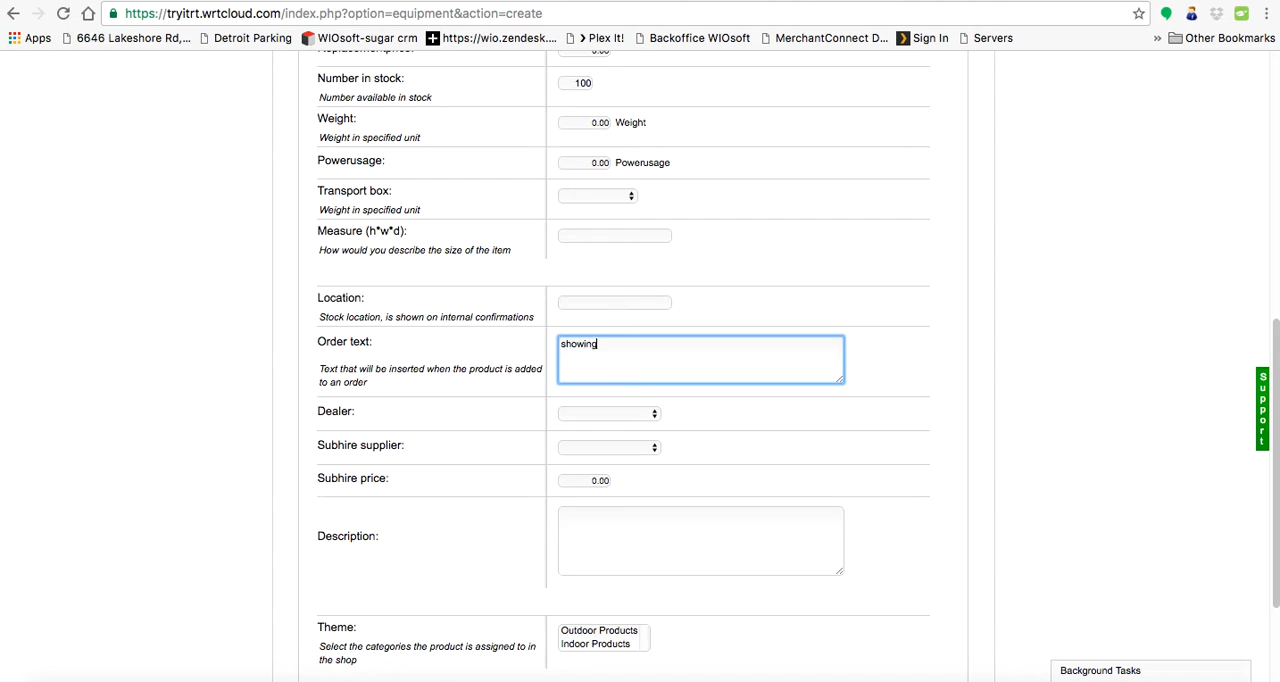 https://tryitrt.wrtcloud.com/index.php?option=equipment&action=create
Apps 6646 Lakeshore Rd,... Detroit Parking WIOsoft-sugar crm https://wio.zendesk.... Plex It! Backoffice WIOsoft MerchantConnect D... Sign In Servers » Other Bookmarks
0.00
Number in stock: 100
Number available in stock
Weight: 0.00 Weight
Weight in specified unit
Powerusage: 0.00 Powerusage
Transport box:
Weight in specified unit
Measure (h*w*d):
How would you describe the size of the item
Location:
Stock location, is shown on internal confirmations
Order text: showing
Text that will be inserted when the product is added
to an order
Dealer:
Subhire supplier:
Subhire price: 0.00
Description:
Theme: Outdoor Products
Select the categories the product is assigned to in Indoor Products
the shop
Support
Background Tasks